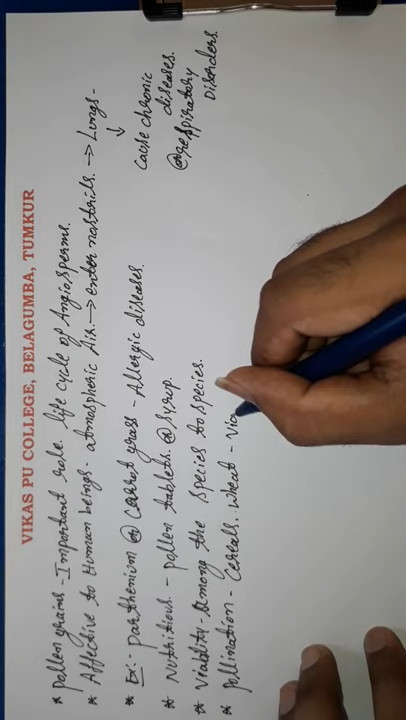 VIKAS PU COLLEGE, BELAGUMBA, TUMKUR
* Pollen grains - Important role. life cycle of Angiosperms.
* Affective to Human beings - atmospheric Air. → enter nostrils. → Lungs -
↓
Cause chronic
diseases.
@ respiratory
Disorders.
* Ex:- Parthenium @ Carrot grass - Allergic diseases.
* Nutritious. - pollen tablets. @ Syrup.
* Viability - Among the Species to species.
* Pollination - Cereals.. wheat - Via